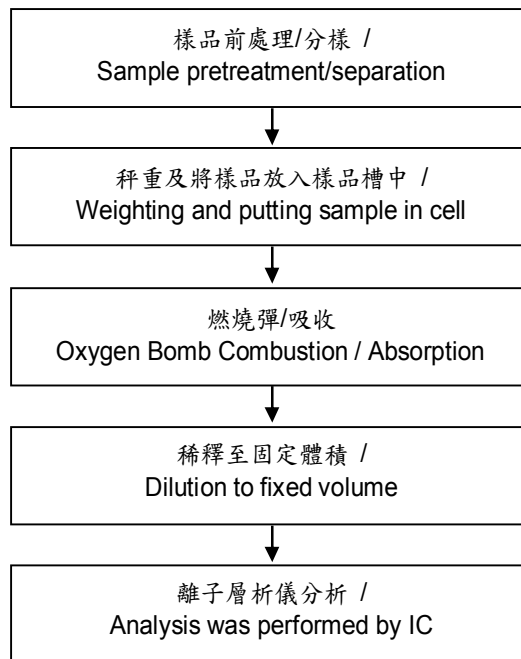 樣品前處理/分樣 /
Sample pretreatment/separation
秤重及將樣品放入樣品槽中 /
Weighting and putting sample in cell
燃燒彈/吸收
Oxygen Bomb Combustion / Absorption
稀釋至固定體積 /
Dilution to fixed volume
離子層析儀分析 /
Analysis was performed by IC